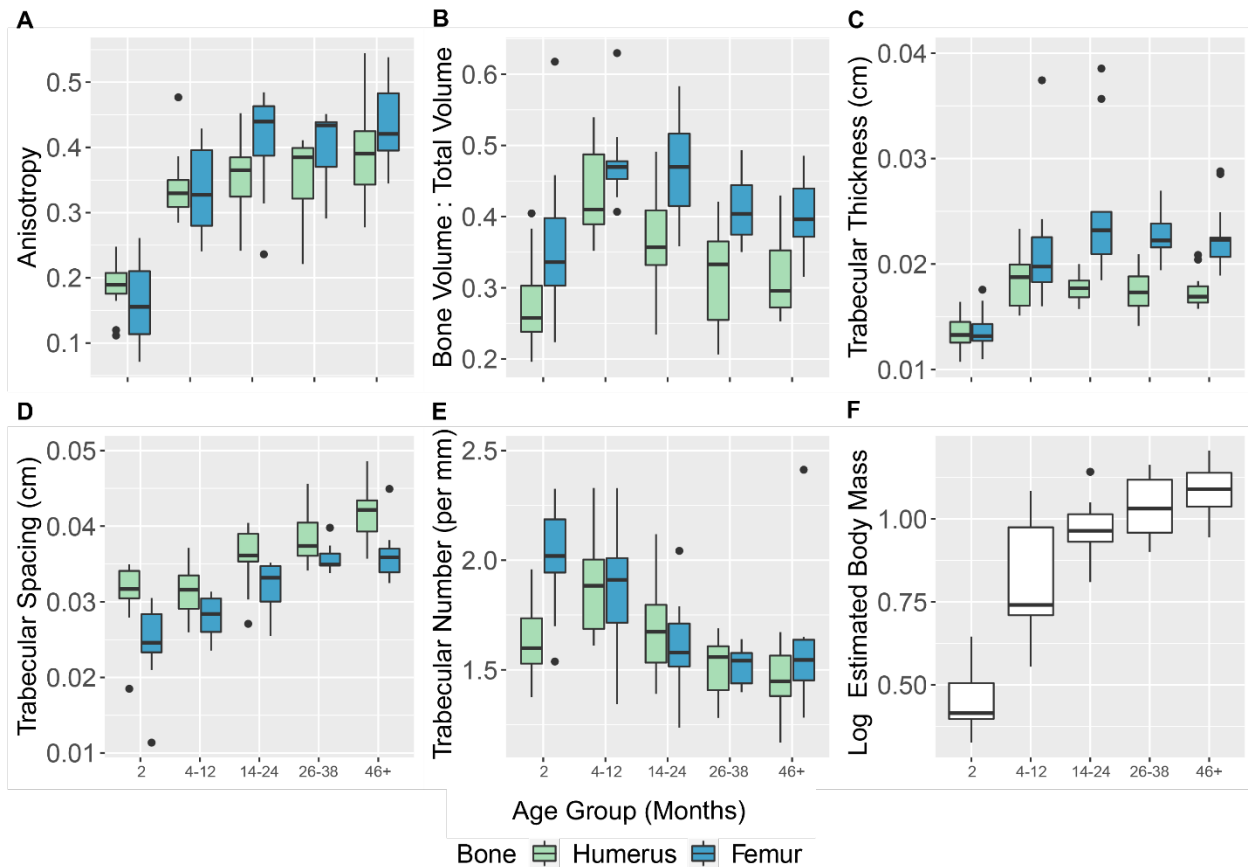 A
Anisotropy
0.5
0.4
0.3
0.2
0.1
B
Bone Volume : Total Volume
0.6
0.5
0.4
0.3
0.2
C
Trabecular Thickness (cm)
0.04
0.03
0.02
0.01
D
Trabecular Spacing (cm)
0.05
0.04
0.03
0.02
0.01
2 4-12 14-24 26-38 46+
E
Trabecular Number (per mm)
2.5
2.0
1.5
2 4-12 14-24 26-38 46+
F
Log Estimated Body Mass
1.00
0.75
0.50
2 4-12 14-24 26-38 46+
Age Group (Months)
Bone Humerus Femur